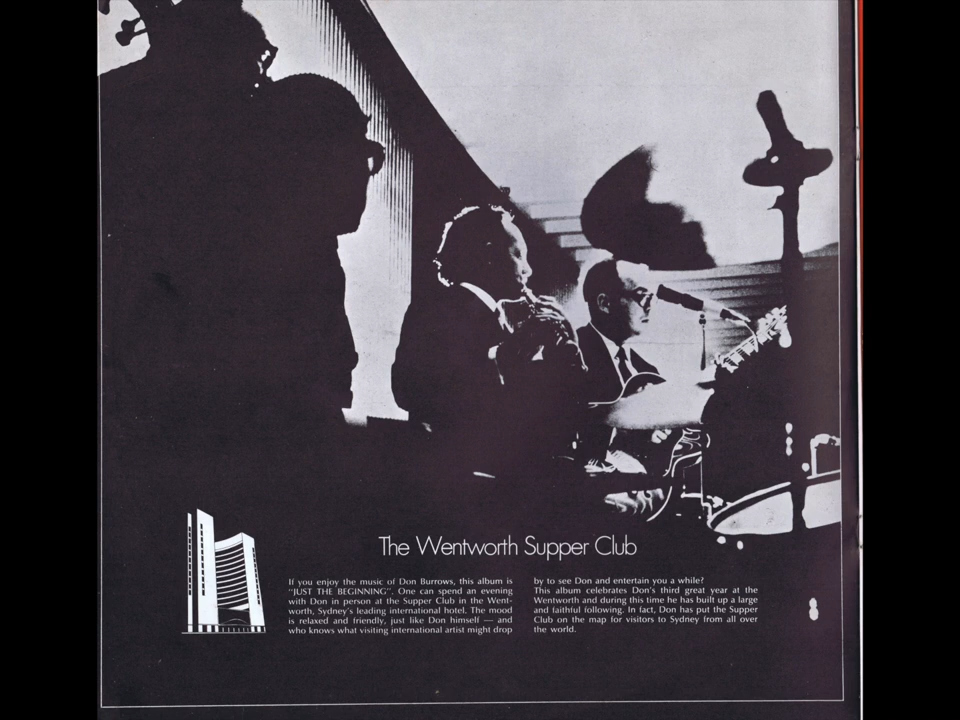 The Wentworth Supper Club
If you enjoy the music of Don Burrows, this album is
"JUST THE BEGINNING". One can spend an evening
with Don in person at the Supper Club in the Went-
worth, Sydney's leading international hotel. The mood
is relaxed and friendly, just like Don himself — and
who knows what visiting international artist might drop
by to see Don and entertain you a while?
This album celebrates Don's third great year at the
Wentworth and during this time he has built up a large
and faithful following. In fact, Don has put the Supper
Club on the map for visitors to Sydney from all over
the world.